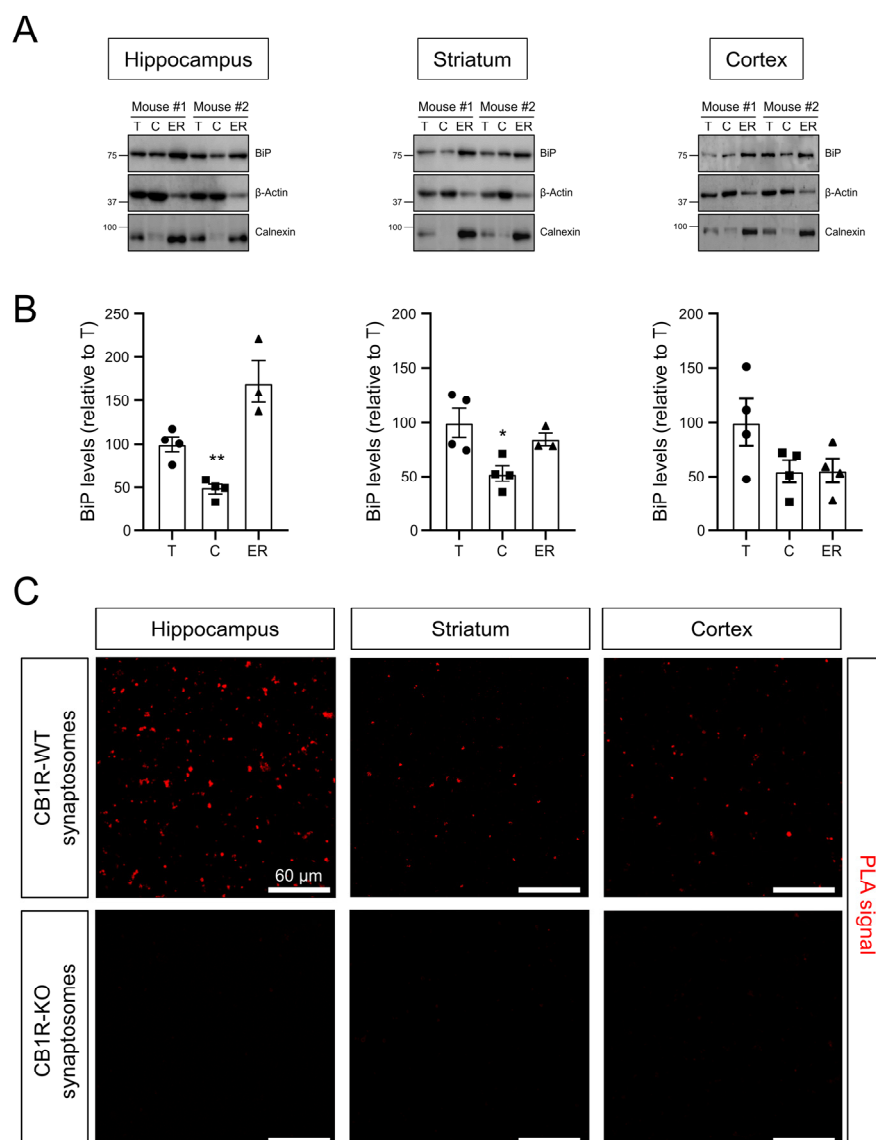 A
Hippocampus
Striatum
Cortex
Mouse #1 Mouse #2
T C ER T C ER
75
BiP
37
β-Actin
100
Calnexin
Mouse #1 Mouse #2
T C ER T C ER
75
BiP
37
β-Actin
100
Calnexin
Mouse #1 Mouse #2
T C ER T C ER
75
BiP
37
β-Actin
100
Calnexin
B
BiP levels (relative to T)
250
200
150
100
50
0
**
T C ER
BiP levels (relative to T)
200
150
100
50
0
*
T C ER
BiP levels (relative to T)
200
150
100
50
0
T C ER
C
Hippocampus
Striatum
Cortex
CB1R-WT
synaptosomes
60 µm
CB1R-KO
synaptosomes
PLA signal